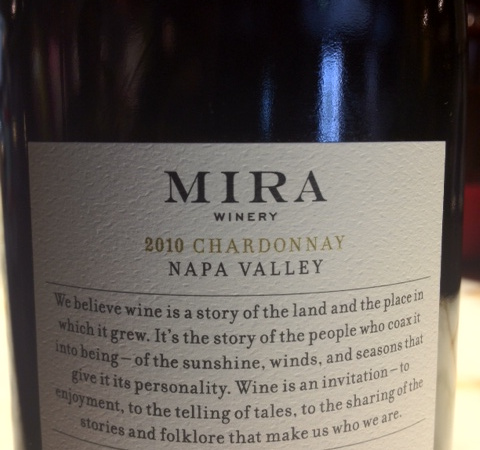 MIRA
WINERY
2010 CHARDONNAY
NAPA VALLEY
We believe wine is a story of the land and the place in
which it grew. It's the story of the people who coax it
into being—of the sunshine, winds, and seasons that
give it its personality. Wine is an invitation—to
enjoyment, to the telling of tales, to the sharing of the
stories and folklore that make us who we are.